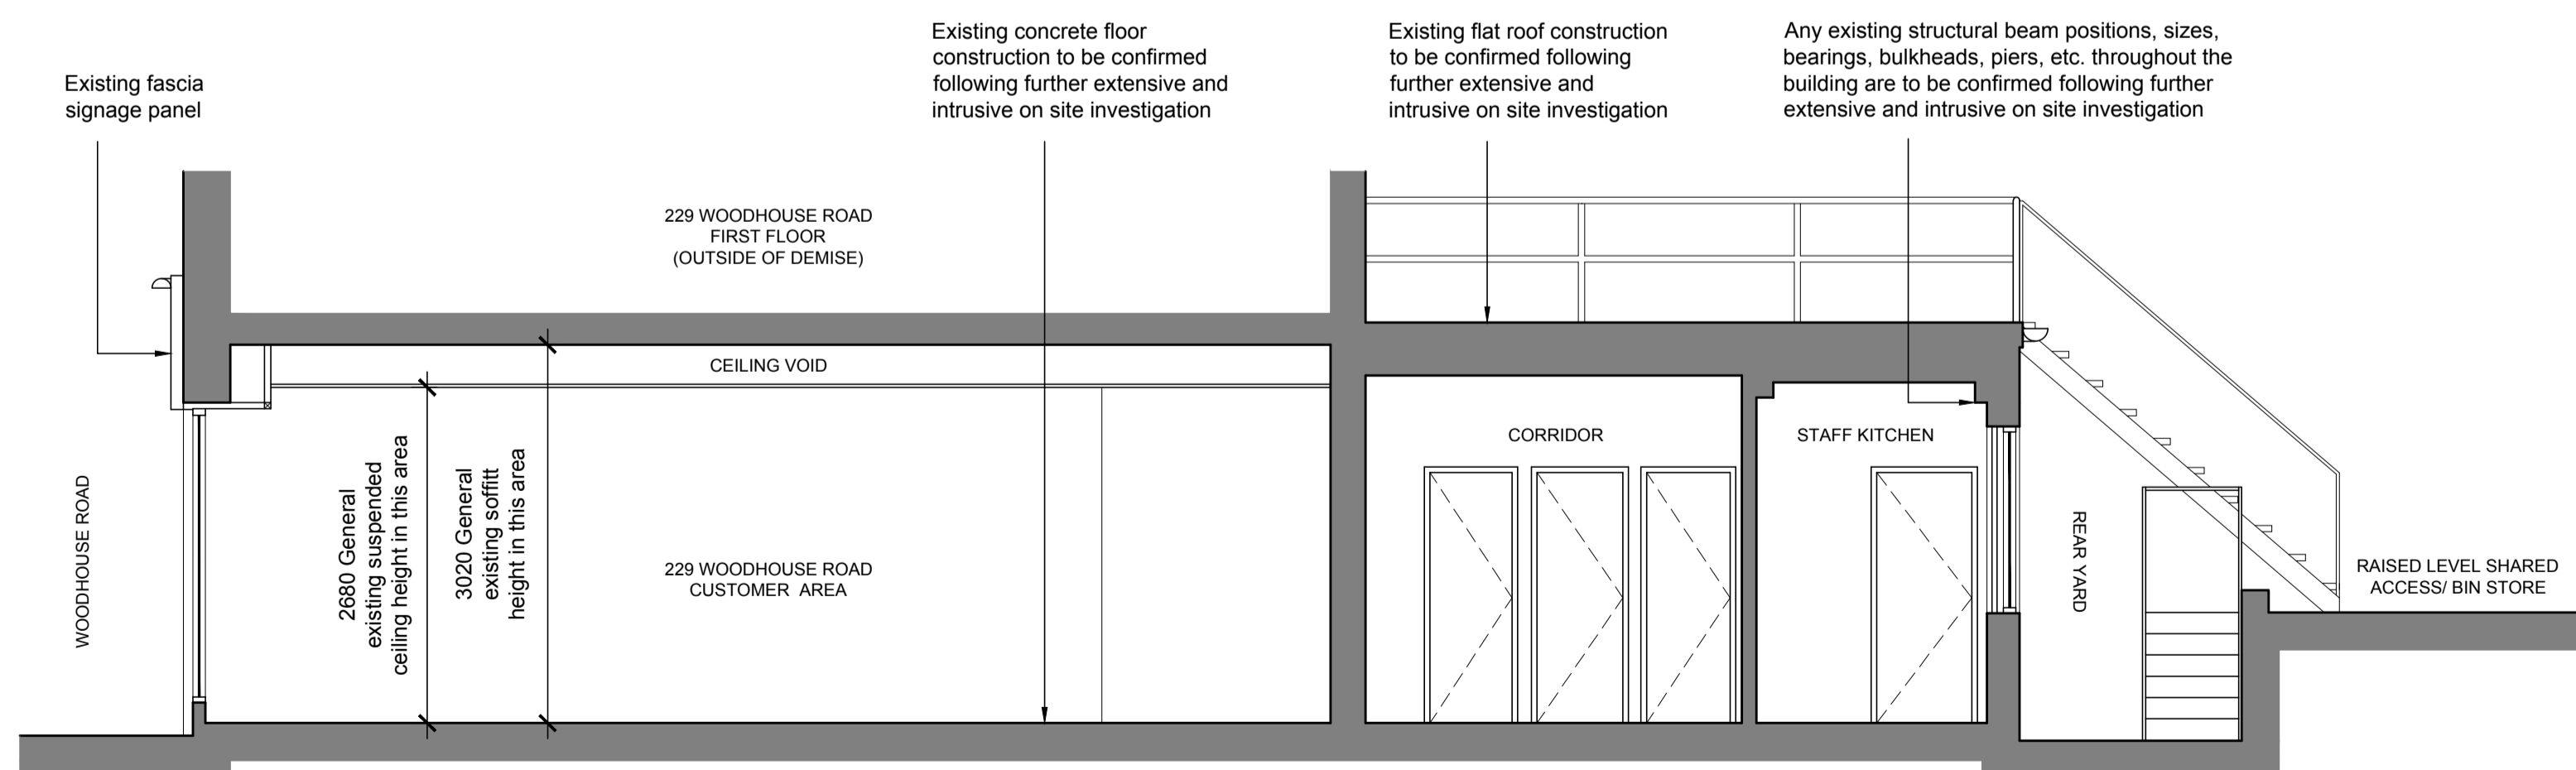 Existing fascia
signage panel
Existing concrete floor
construction to be confirmed
following further extensive and
intrusive on site investigation
Existing flat roof construction
to be confirmed following
further extensive and
intrusive on site investigation
Any existing structural beam positions, sizes,
bearings, bulkheads, piers, etc. throughout the
building are to be confirmed following further
extensive and intrusive on site investigation
229 WOODHOUSE ROAD
FIRST FLOOR
(OUTSIDE OF DEMISE)
CEILING VOID
WOODHOUSE ROAD
2680 General
existing suspended
ceiling height in this area
3020 General
existing soffitt
height in this area
229 WOODHOUSE ROAD
CUSTOMER AREA
CORRIDOR
STAFF KITCHEN
REAR YARD
RAISED LEVEL SHARED
ACCESS/ BIN STORE